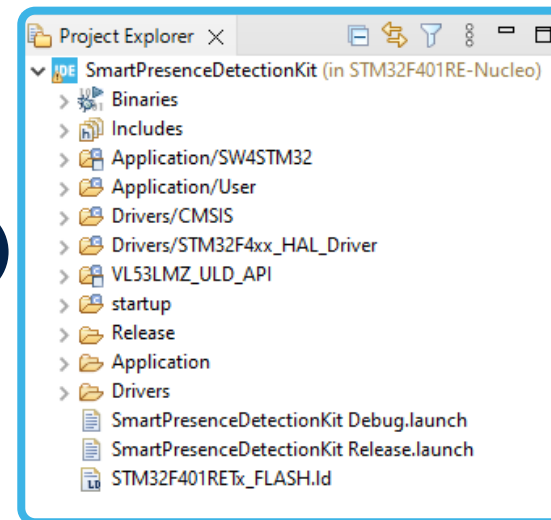 Project Explorer
IDE SmartPresenceDetectionKit (in STM32F401RE-Nucleo)
Binaries
Includes
Application/SW4STM32
Application/User
Drivers/CMSIS
Drivers/STM32F4xx_HAL_Driver
VL53LMZ_ULD_API
startup
Release
Application
Drivers
SmartPresenceDetectionKit Debug.launch
SmartPresenceDetectionKit Release.launch
STM32F401RETx_FLASH.ld